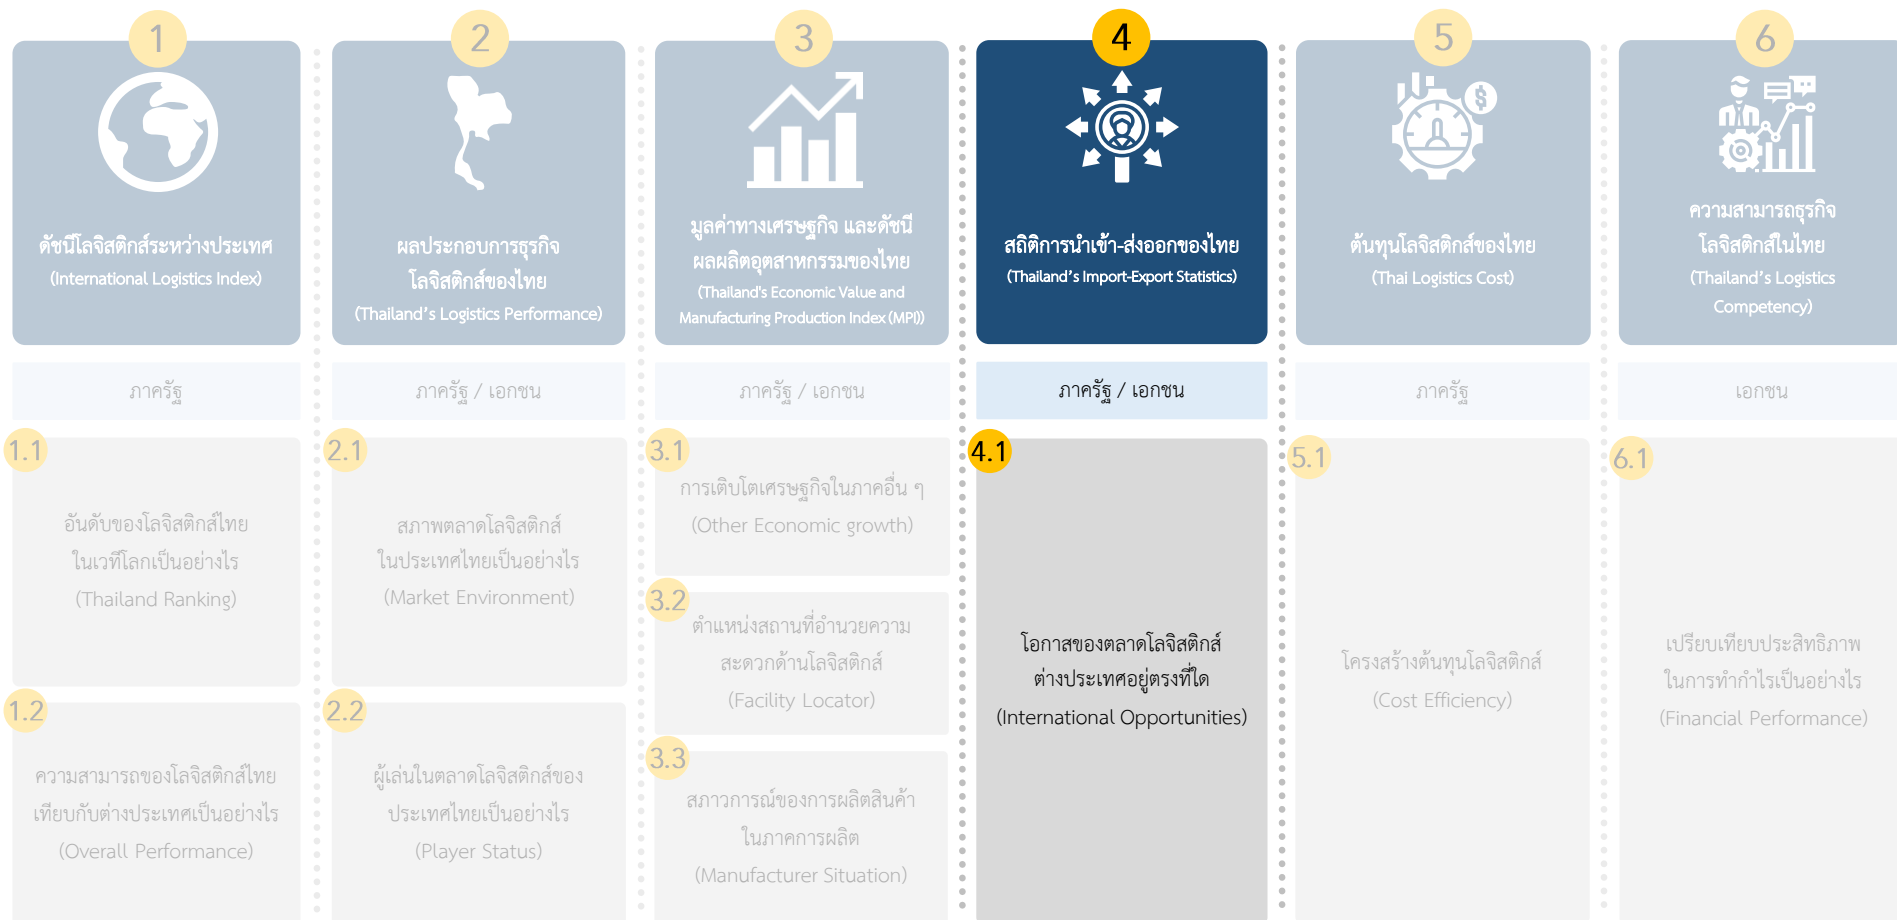 1
ดัชนีโลจิสติกส์ระหว่างประเทศ
(International Logistics Index)
ภาครัฐ
1.1
อันดับของโลจิสติกส์ไทย
ในเวทีโลกเป็นอย่างไร
(Thailand Ranking)
1.2
ความสามารถของโลจิสติกส์ไทย
เทียบกับต่างประเทศเป็นอย่างไร
(Overall Performance)
2
ผลประกอบการธุรกิจ
โลจิสติกส์ของไทย
(Thailand's Logistics Performance)
ภาครัฐ / เอกชน
2.1
สภาพตลาดโลจิสติกส์
ในประเทศไทยเป็นอย่างไร
(Market Environment)
2.2
ผู้เล่นในตลาดโลจิสติกส์ของ
ประเทศไทยเป็นอย่างไร
(Player Status)
3
มูลค่าทางเศรษฐกิจ และดัชนี
ผลผลิตอุตสาหกรรมของไทย
(Thailand's Economic Value and
Manufacturing Production Index (MPI))
ภาครัฐ / เอกชน
3.1
การเติบโตเศรษฐกิจในภาคอื่น ๆ
(Other Economic growth)
3.2
ตำแหน่งสถานที่อำนวยความ
สะดวกด้านโลจิสติกส์
(Facility Locator)
3.3
สภาวการณ์ของการผลิตสินค้า
ในภาคการผลิต
(Manufacturer Situation)
4
สถิติการนำเข้า-ส่งออกของไทย
(Thailand's Import-Export Statistics)
ภาครัฐ / เอกชน
4.1
โอกาสของตลาดโลจิสติกส์
ต่างประเทศอยู่ตรงที่ใด
(International Opportunities)
5
$
ต้นทุนโลจิสติกส์ของไทย
(Thai Logistics Cost)
ภาครัฐ
5.1
โครงสร้างต้นทุนโลจิสติกส์
(Cost Efficiency)
6
ความสามารถธุรกิจ
โลจิสติกส์ในไทย
(Thailand's Logistics
Competency)
เอกชน
6.1
เปรียบเทียบประสิทธิภาพ
ในการทำกำไรเป็นอย่างไร
(Financial Performance)